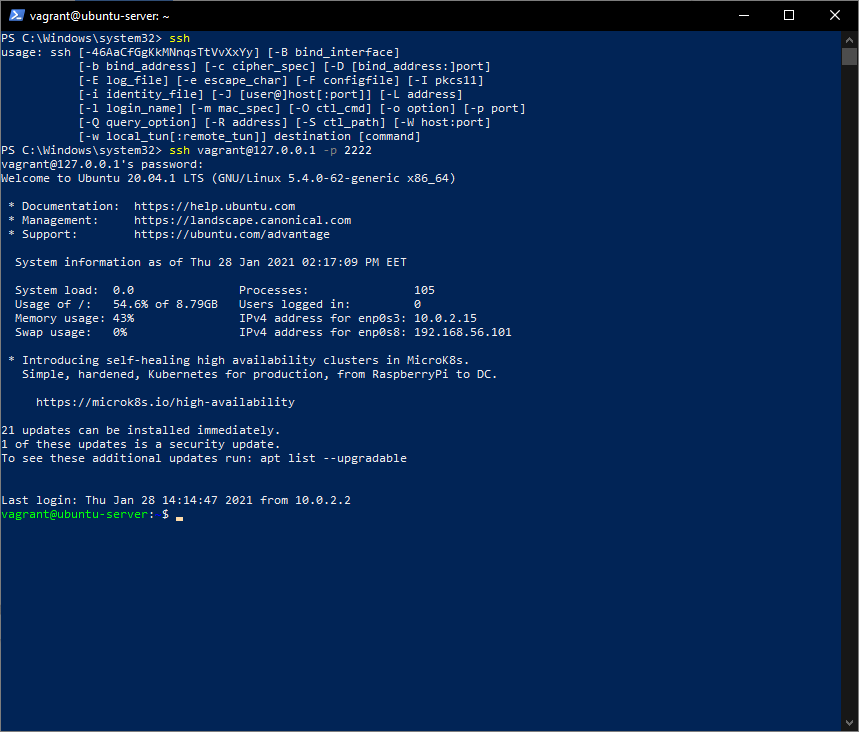 vagrant@ubuntu-server: ~
PS C:\Windows\system32> ssh
usage: ssh [-46AaCfGgKkMNnqsTtVvXxYy] [-B bind_interface]
           [-b bind_address] [-c cipher_spec] [-D [bind_address:]port]
           [-E log_file] [-e escape_char] [-F configfile] [-I pkcs11]
           [-i identity_file] [-J [user@]host[:port]] [-L address]
           [-l login_name] [-m mac_spec] [-O ctl_cmd] [-o option] [-p port]
           [-Q query_option] [-R address] [-S ctl_path] [-W host:port]
           [-w local_tun[:remote_tun]] destination [command]
PS C:\Windows\system32> ssh vagrant@127.0.0.1 -p 2222
vagrant@127.0.0.1's password:
Welcome to Ubuntu 20.04.1 LTS (GNU/Linux 5.4.0-62-generic x86_64)

 * Documentation:  https://help.ubuntu.com
 * Management:     https://landscape.canonical.com
 * Support:        https://ubuntu.com/advantage

  System information as of Thu 28 Jan 2021 02:17:09 PM EET

  System load:  0.0               Processes:               105
  Usage of /:   54.6% of 8.79GB   Users logged in:         0
  Memory usage: 43%               IPv4 address for enp0s3: 10.0.2.15
  Swap usage:   0%                IPv4 address for enp0s8: 192.168.56.101

 * Introducing self-healing high availability clusters in MicroK8s.
   Simple, hardened, Kubernetes for production, from RaspberryPi to DC.

     https://microk8s.io/high-availability

21 updates can be installed immediately.
1 of these updates is a security update.
To see these additional updates run: apt list --upgradable


Last login: Thu Jan 28 14:14:47 2021 from 10.0.2.2
vagrant@ubuntu-server: $